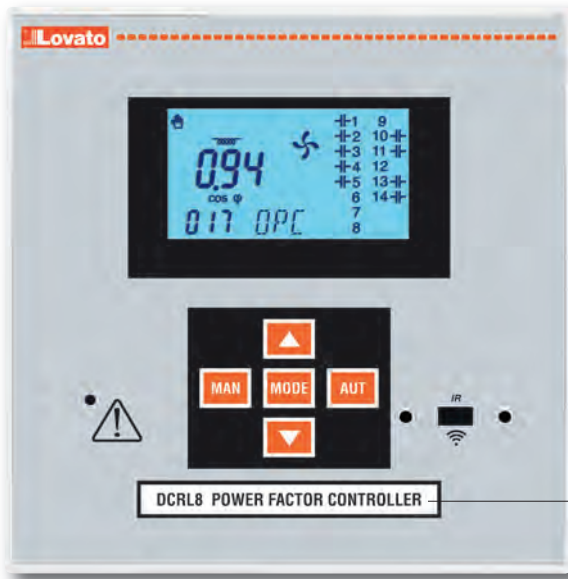 Lovato
1 9
2 10
0.94
3 11
4 12
cos φ
5 13
6 14
017 OPC
7
8
MAN MODE AUT
IR
DCRL8 POWER FACTOR CONTROLLER